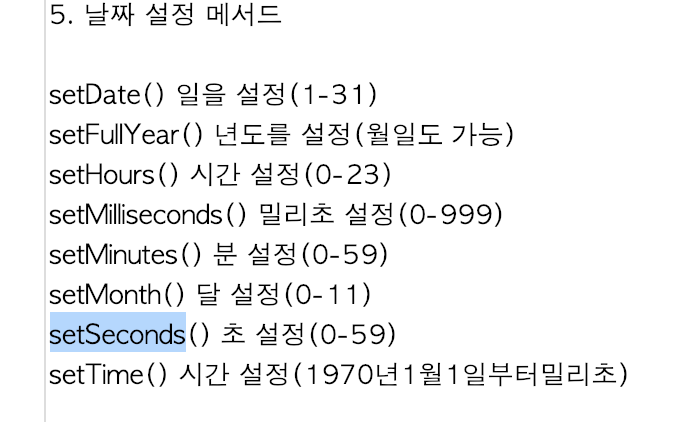 5. 날짜 설정 메서드
setDate() 일을 설정(1-31)
setFullYear() 년도를 설정(월일도 가능)
setHours() 시간 설정(0-23)
setMilliseconds() 밀리초 설정(0-999)
setMinutes() 분 설정(0-59)
setMonth() 달 설정(0-11)
setSeconds() 초 설정(0-59)
setTime() 시간 설정(1970년1월1일부터밀리초)